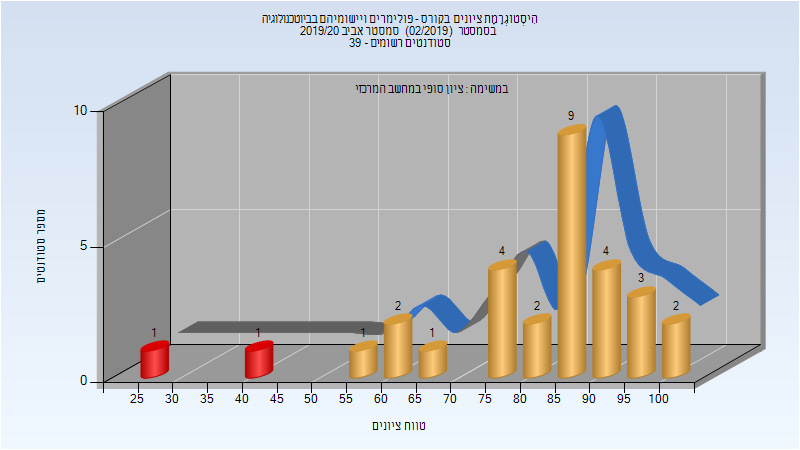 הִיסְטוֹגְרָמַת ציונים בקורס - פולימרים ויישומיהם בביוטכנולוגיה
בסמסטר (02/2019) סמסטר אביב 2019/20
סטודנטים רשומים - 39
במשימה : ציון סופי במחשב המרכזי
מספר סטודנטים
10
5
0
1
1
1
2
1
4
2
9
4
3
2
25 30 35 40 45 50 55 60 65 70 75 80 85 90 95 100
טווח ציונים